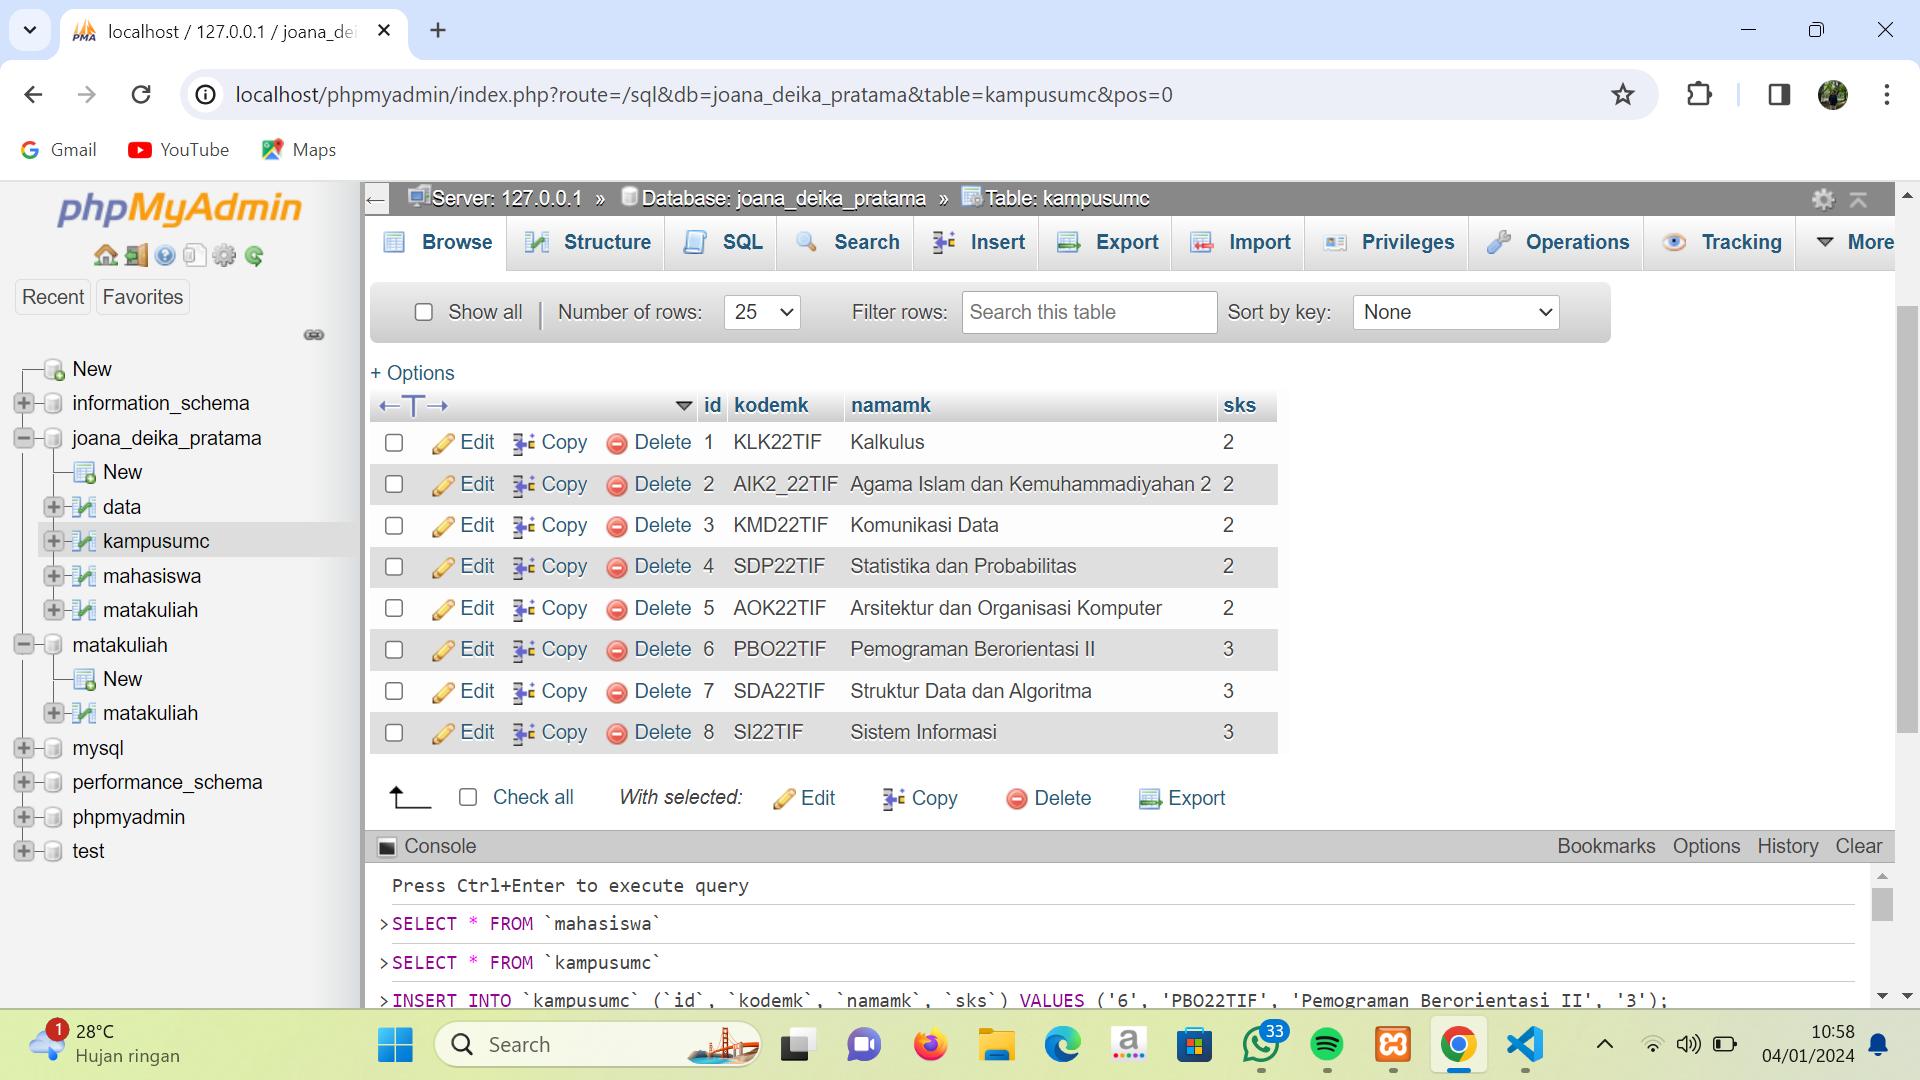 localhost / 127.0.0.1 / joana_dei
localhost/phpmyadmin/index.php?route=/sql&db=joana_deika_pratama&table=kampusumc&pos=0
Gmail YouTube Maps
phpMyAdmin
Recent Favorites
New
information_schema
joana_deika_pratama
New
data
kampusumc
mahasiswa
matakuliah
matakuliah
New
matakuliah
mysql
performance_schema
phpmyadmin
test
Server: 127.0.0.1 » Database: joana_deika_pratama » Table: kampusumc
Browse Structure SQL Search Insert Export Import Privileges Operations Tracking More
Show all Number of rows: 25 Filter rows: Search this table Sort by key: None
+ Options
id kodemk namamk sks
Edit Copy Delete 1 KLK22TIF Kalkulus 2
Edit Copy Delete 2 AIK2_22TIF Agama Islam dan Kemuhammadiyahan 2 2
Edit Copy Delete 3 KMD22TIF Komunikasi Data 2
Edit Copy Delete 4 SDP22TIF Statistika dan Probabilitas 2
Edit Copy Delete 5 AOK22TIF Arsitektur dan Organisasi Komputer 2
Edit Copy Delete 6 PBO22TIF Pemograman Berorientasi II 3
Edit Copy Delete 7 SDA22TIF Struktur Data dan Algoritma 3
Edit Copy Delete 8 SI22TIF Sistem Informasi 3
Check all With selected: Edit Copy Delete Export
Console Bookmarks Options History Clear
Press Ctrl+Enter to execute query
>SELECT * FROM `mahasiswa`
>SELECT * FROM `kampusumc`
>INSERT INTO `kampusumc` (`id`, `kodemk`, `namamk`, `sks`) VALUES ('6', 'PBO22TIF', 'Pemograman Berorientasi II', '3');
1 28°C
Hujan ringan
Search
33
10:58
04/01/2024